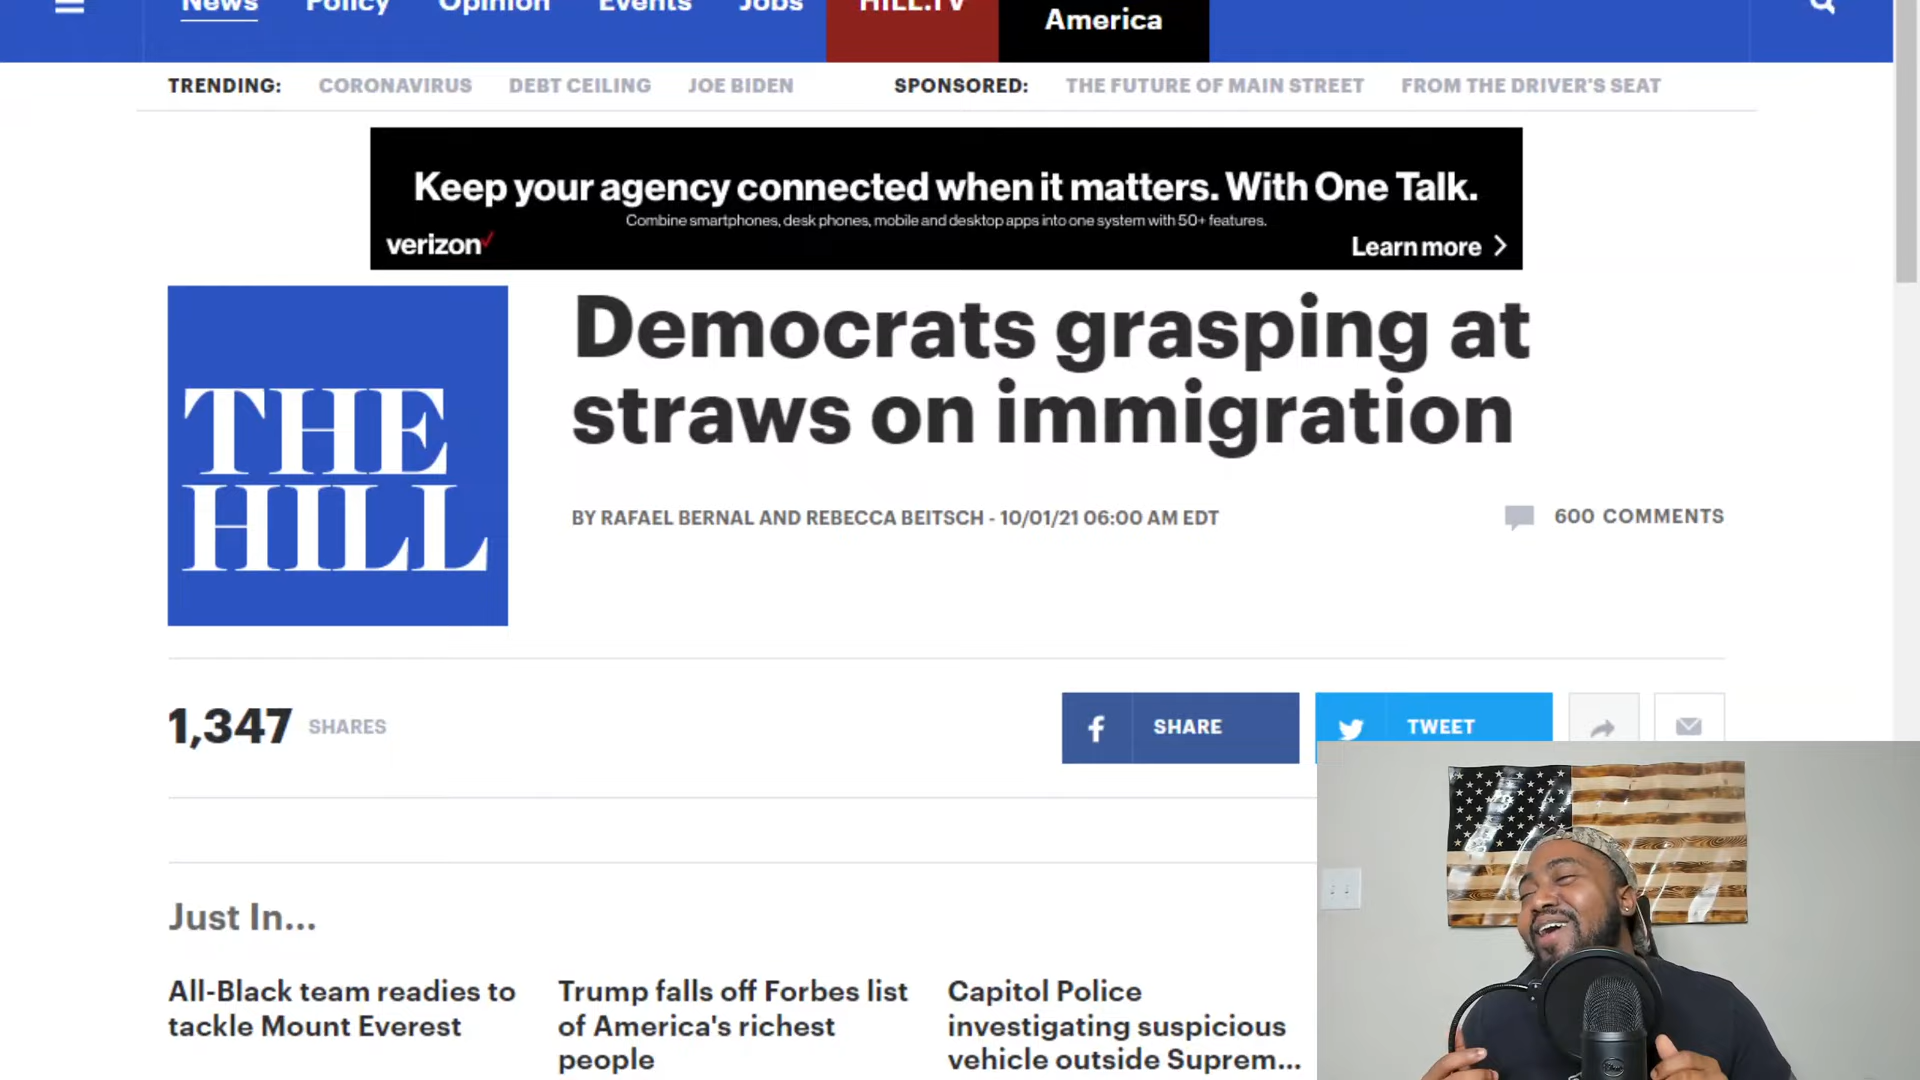 News Policy Opinion Events Jobs HILL.TV America
TRENDING: CORONAVIRUS DEBT CEILING JOE BIDEN SPONSORED: THE FUTURE OF MAIN STREET FROM THE DRIVER'S SEAT
Keep your agency connected when it matters. With One Talk.
Combine smartphones, desk phones, mobile and desktop apps into one system with 50+ features.
verizon
Learn more
THE
HILL
Democrats grasping at
straws on immigration
BY RAFAEL BERNAL AND REBECCA BEITSCH - 10/01/21 06:00 AM EDT
600 COMMENTS
1,347 SHARES
SHARE
TWEET
Just In...
All-Black team readies to
tackle Mount Everest
Trump falls off Forbes list
of America's richest
people
Capitol Police
investigating suspicious
vehicle outside Suprem...